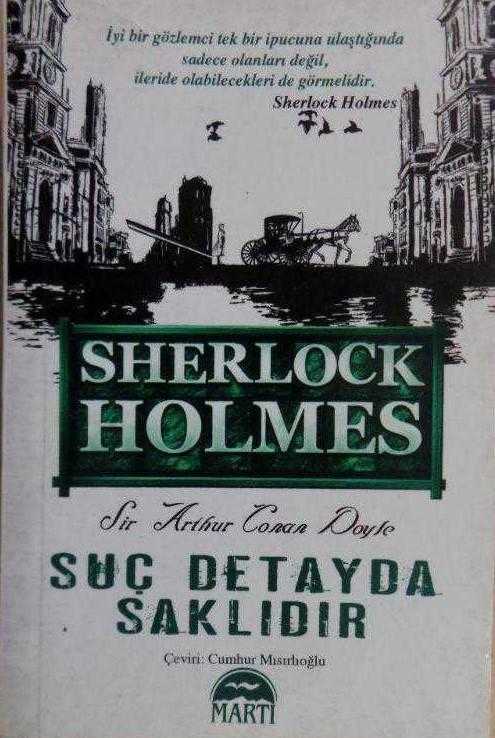 İyi bir gözlemci tek bir ipucuna ulaştığında
sadece olanları değil,
ileride olabilecekleri de görmelidir.
Sherlock Holmes
SHERLOCK
HOLMES
Sir Arthur Conan Doyle
SUÇ DETAYDA
SAKLIDIR
Çeviri: Cumhur Mısırlıoğlu
MARTI